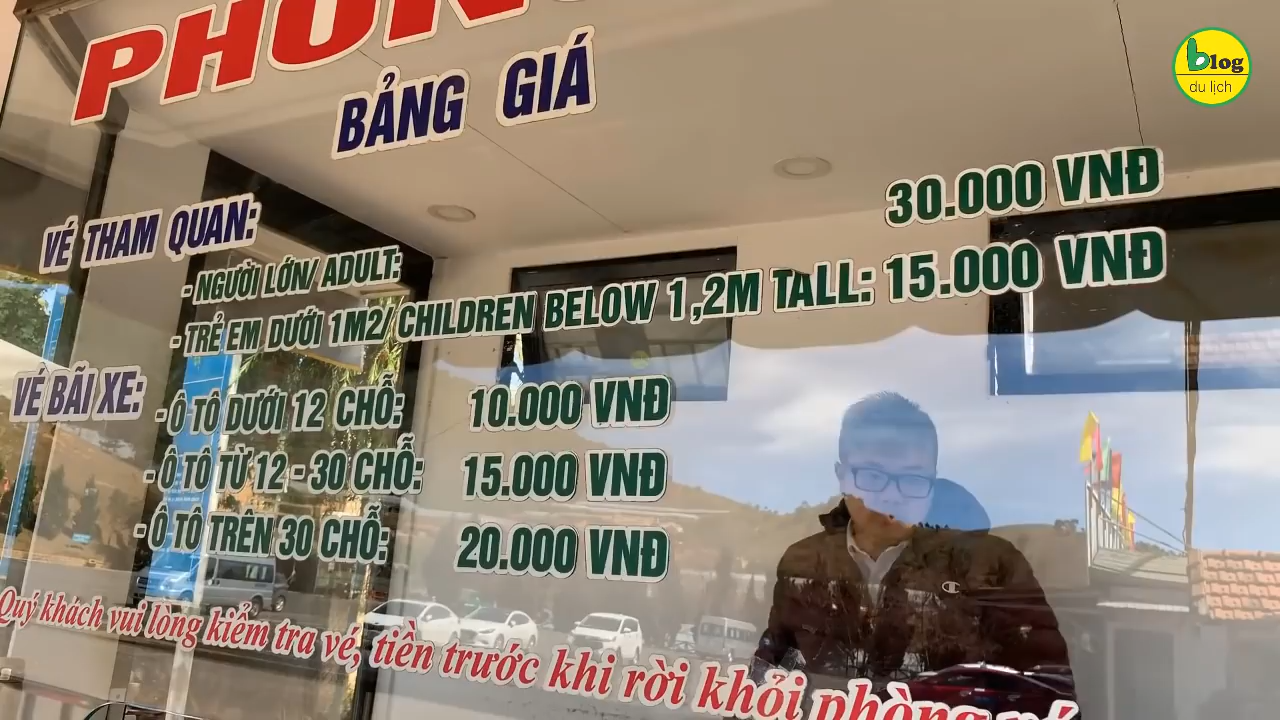 blog
du lịch
BẢNG GIÁ
VÉ THAM QUAN:
- NGƯỜI LỚN/ ADULT: 30.000 VNĐ
- TRẺ EM DƯỚI 1M2/ CHILDREN BELOW 1,2M TALL: 15.000 VNĐ
VÉ BÃI XE: - Ô TÔ DƯỚI 12 CHỖ: 10.000 VNĐ
- Ô TÔ TỪ 12 - 30 CHỖ: 15.000 VNĐ
- Ô TÔ TRÊN 30 CHỖ: 20.000 VNĐ
Quý khách vui lòng kiểm tra vé, tiền trước khi rời khỏi phòng vé